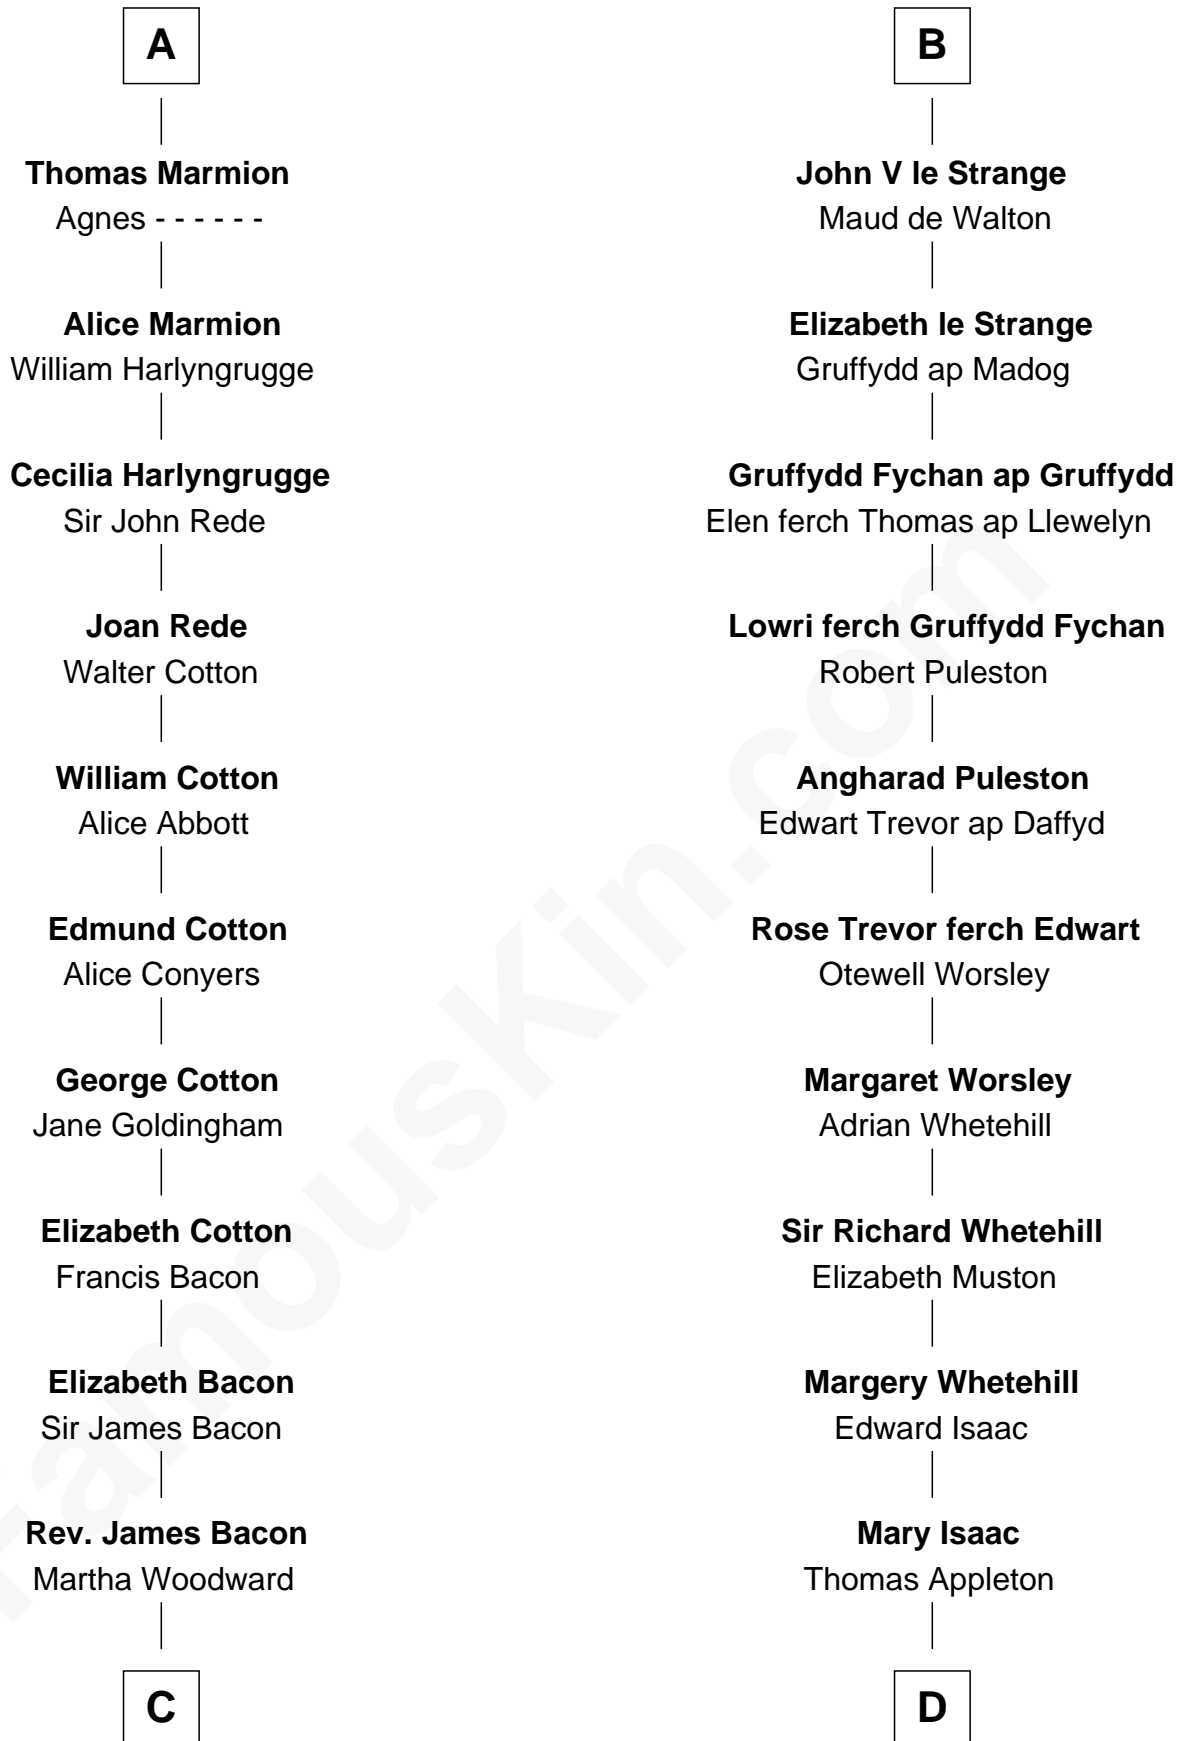 A
Thomas Marmion
Agnes - - - - - -
Alice Marmion
William Harlyngrugge
Cecilia Harlyngrugge
Sir John Rede
Joan Rede
Walter Cotton
William Cotton
Alice Abbott
Edmund Cotton
Alice Conyers
George Cotton
Jane Goldingham
Elizabeth Cotton
Francis Bacon
Elizabeth Bacon
Sir James Bacon
Rev. James Bacon
Martha Woodward
C
B
John V le Strange
Maud de Walton
Elizabeth le Strange
Gruffydd ap Madog
Gruffydd Fychan ap Gruffydd
Elen ferch Thomas ap Llewelyn
Lowri ferch Gruffydd Fychan
Robert Puleston
Angharad Puleston
Edwart Trevor ap Daffyd
Rose Trevor ferch Edwart
Otewell Worsley
Margaret Worsley
Adrian Whetehill
Sir Richard Whetehill
Elizabeth Muston
Margery Whetehill
Edward Isaac
Mary Isaac
Thomas Appleton
D
FamousKin.com